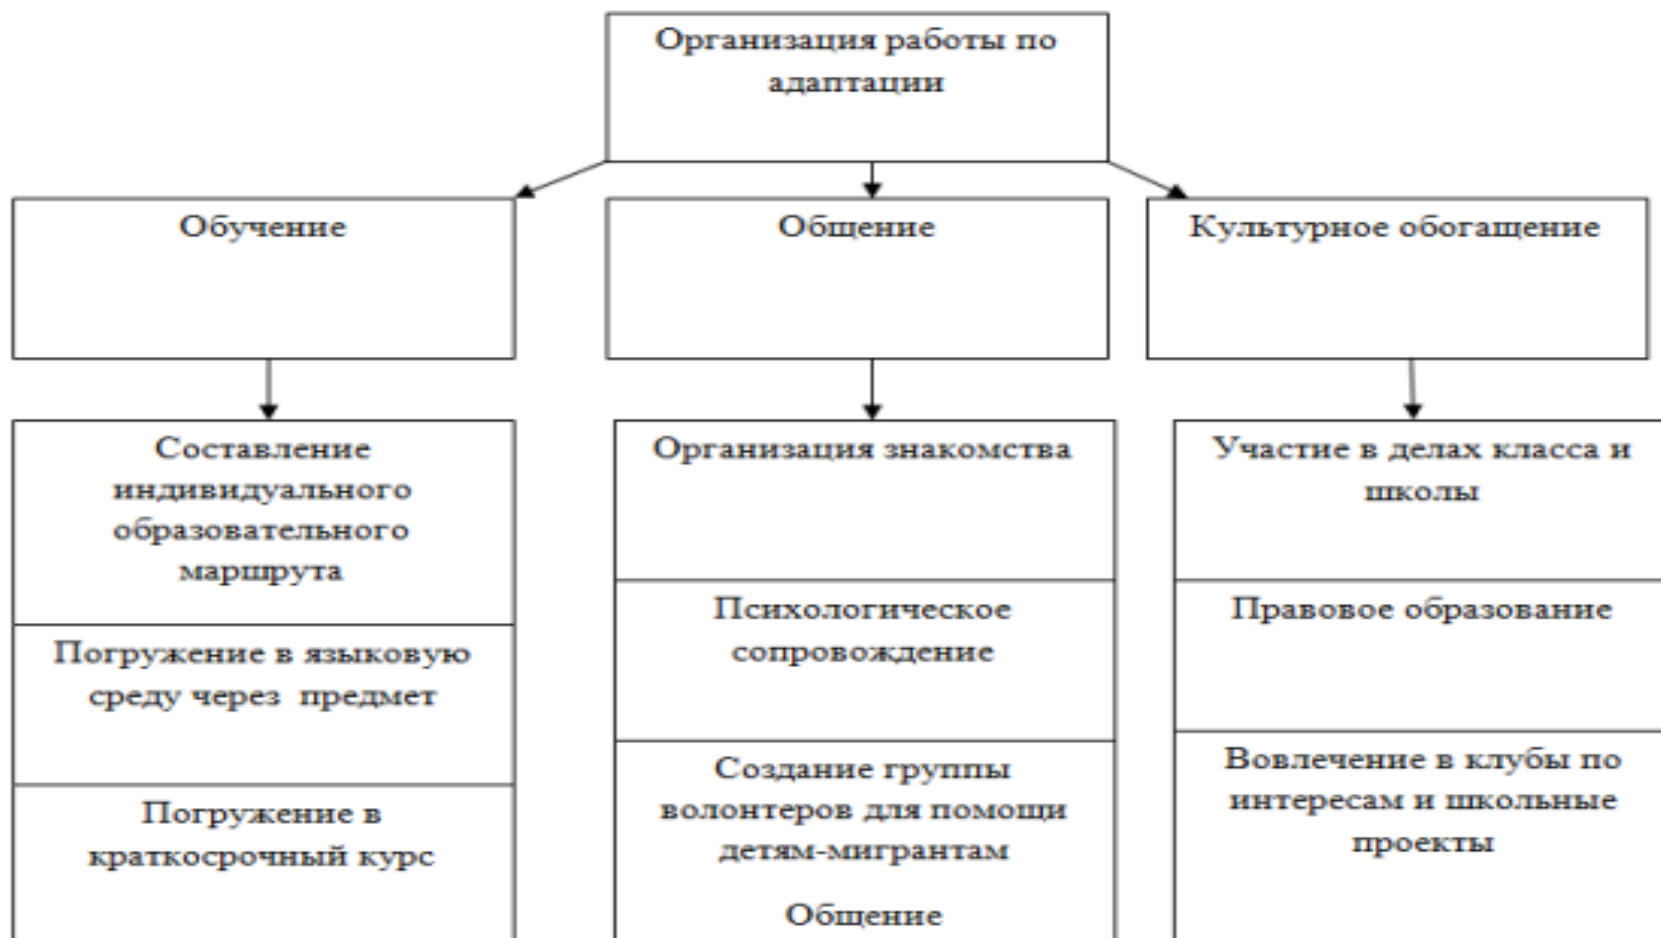 Организация работы по
адаптации
Обучение
Общение
Культурное обогащение
Составление
индивидуального
образовательного
маршрута
Погружение в языковую
среду через предмет
Погружение в
краткосрочный курс
Организация знакомства
Психологическое
сопровождение
Создание группы
волонтеров для помощи
детям-мигрантам
Общение
Участие в делах класса и
школы
Правовое образование
Вовлечение в клубы по
интересам и школьные
проекты